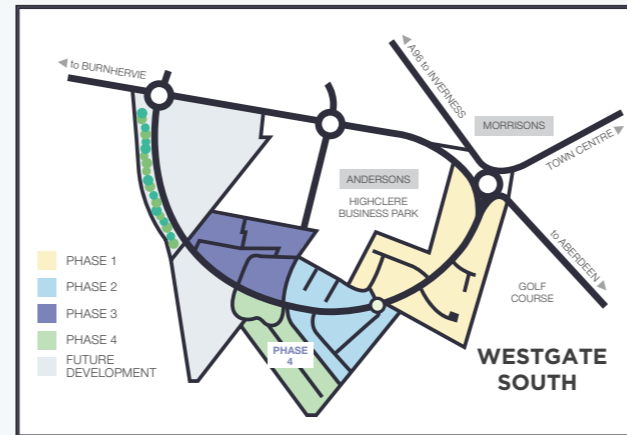 to BURNHERVIE
A96 to INVERNESS
MORRISONS
TOWN CENTRE
ANDERSONS
HIGHCLERE
BUSINESS PARK
to ABERDEEN
GOLF
COURSE
PHASE 1
PHASE 2
PHASE 3
PHASE 4
FUTURE
DEVELOPMENT
PHASE
4
WESTGATE
SOUTH